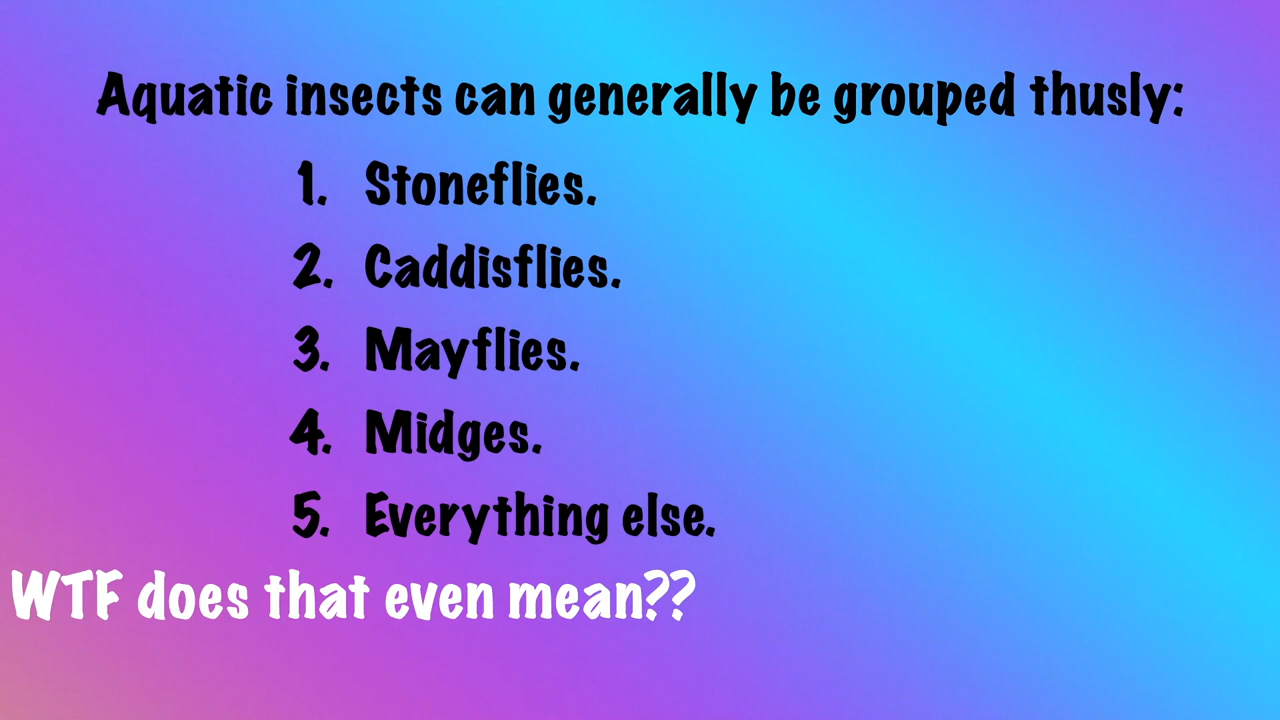 Aquatic insects can generally be grouped thusly:
1. Stoneflies.
2. Caddisflies.
3. Mayflies.
4. Midges.
5. Everything else.
WTF does that even mean??